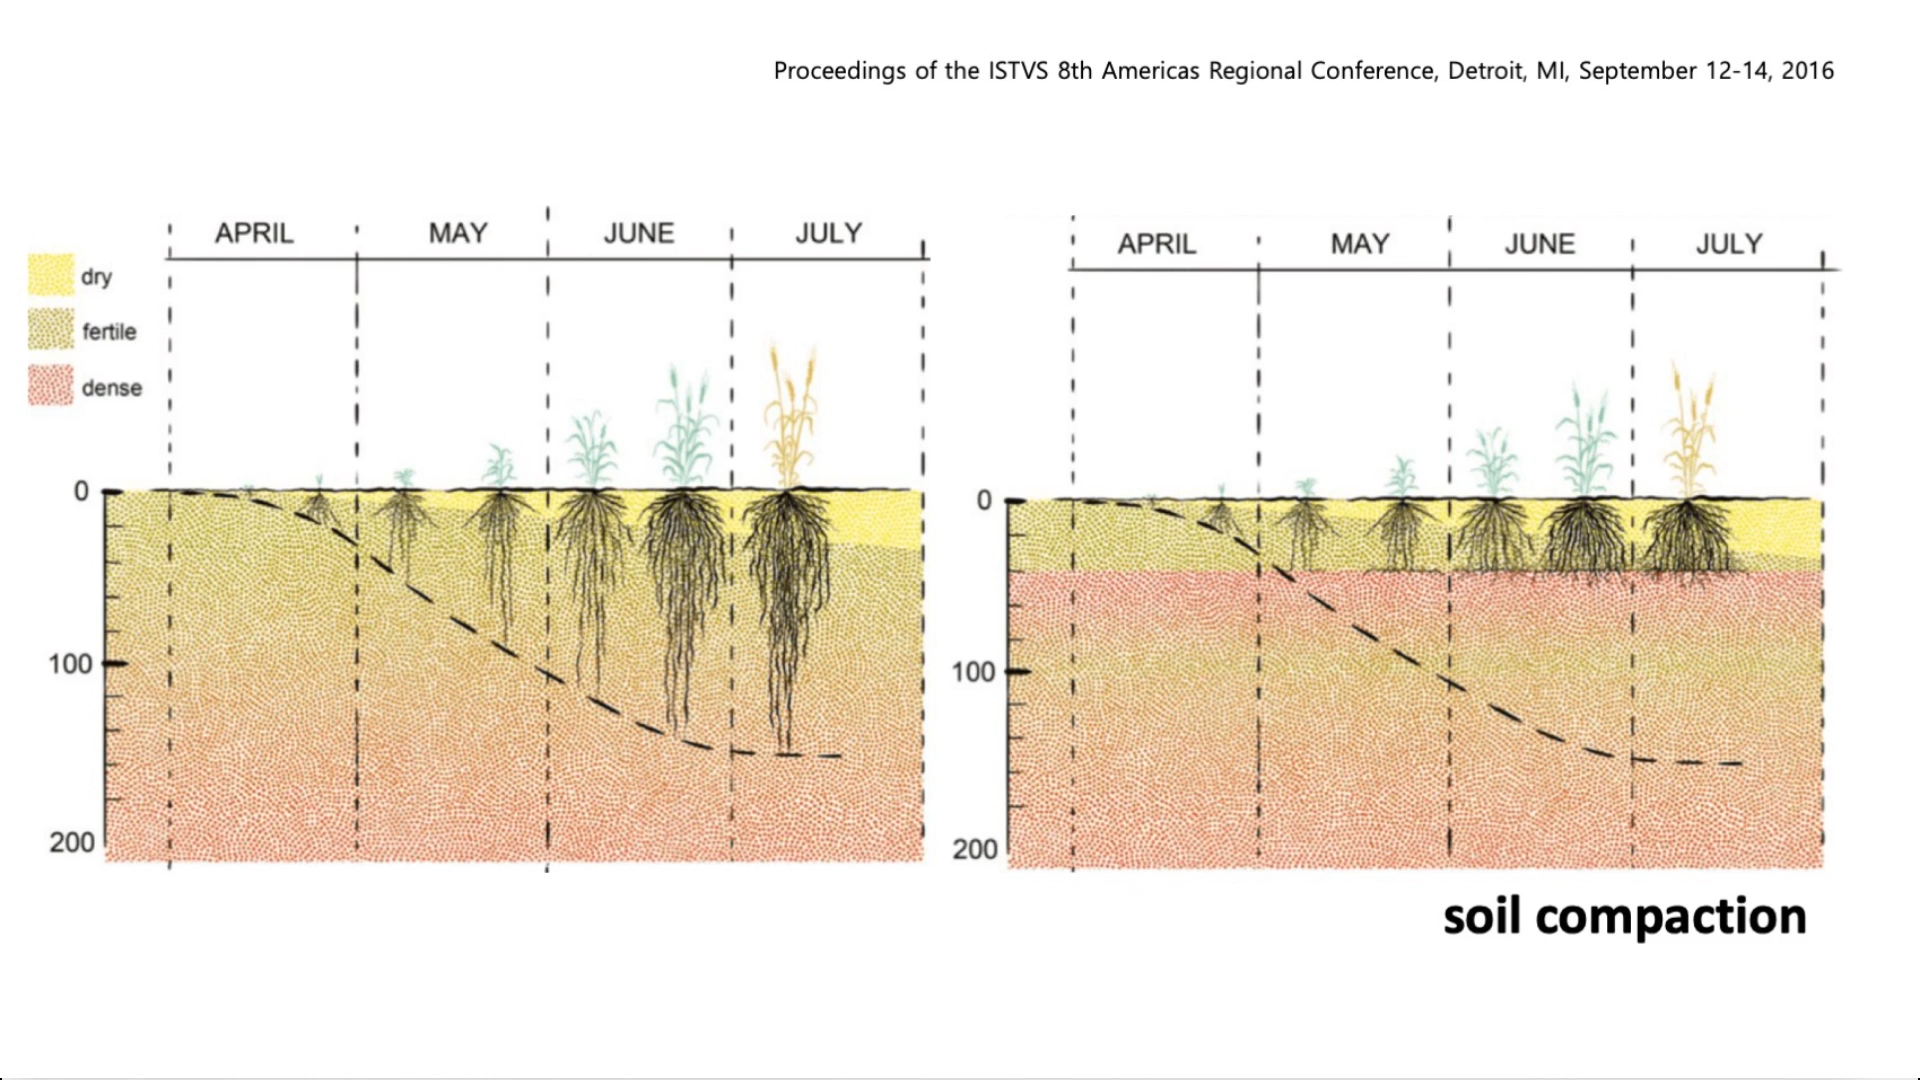 Proceedings of the ISTVS 8th Americas Regional Conference, Detroit, MI, September 12-14, 2016
APRIL MAY JUNE JULY
dry
fertile
dense
0
100
200
APRIL MAY JUNE JULY
0
100
200
soil compaction